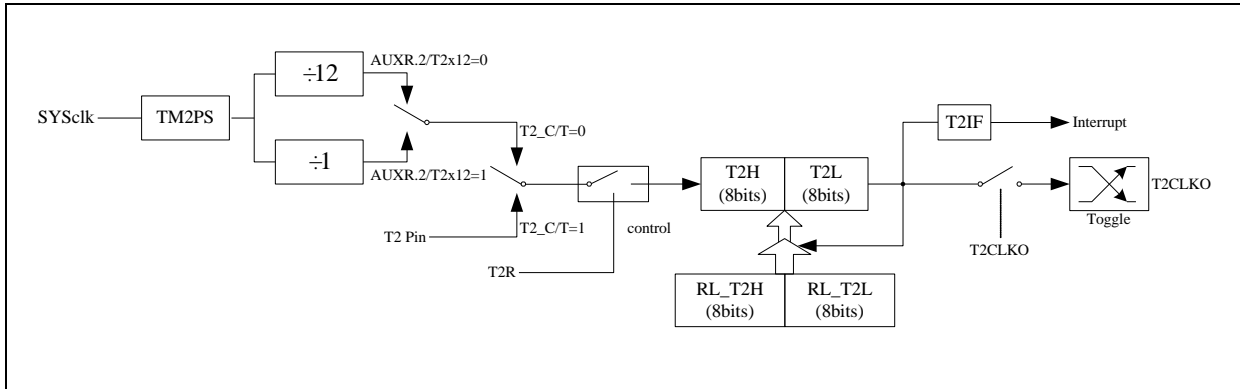 SYSclk
TM2PS
÷12
AUXR.2/T2x12=0
÷1
AUXR.2/T2x12=1
T2_C/T=0
T2_C/T=1
T2 Pin
T2R
control
T2H
(8bits)
T2L
(8bits)
RL_T2H
(8bits)
RL_T2L
(8bits)
T2IF
Interrupt
T2CLKO
Toggle
T2CLKO